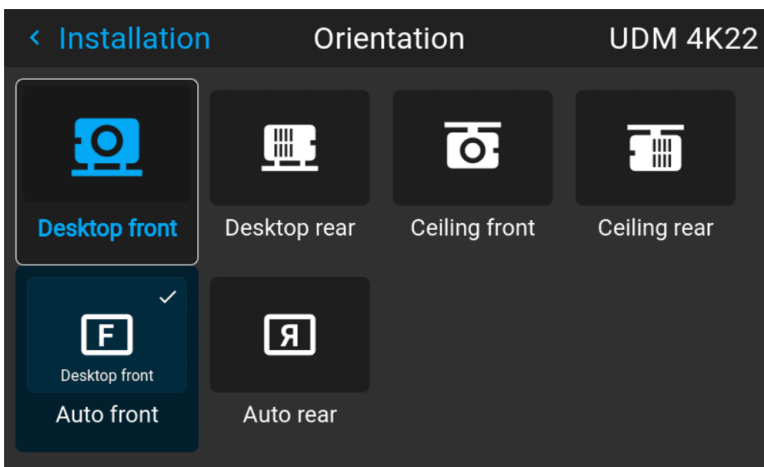 Installation Orientation UDM 4K22
Desktop front Desktop rear Ceiling front Ceiling rear
F Я
Desktop front
Auto front Auto rear